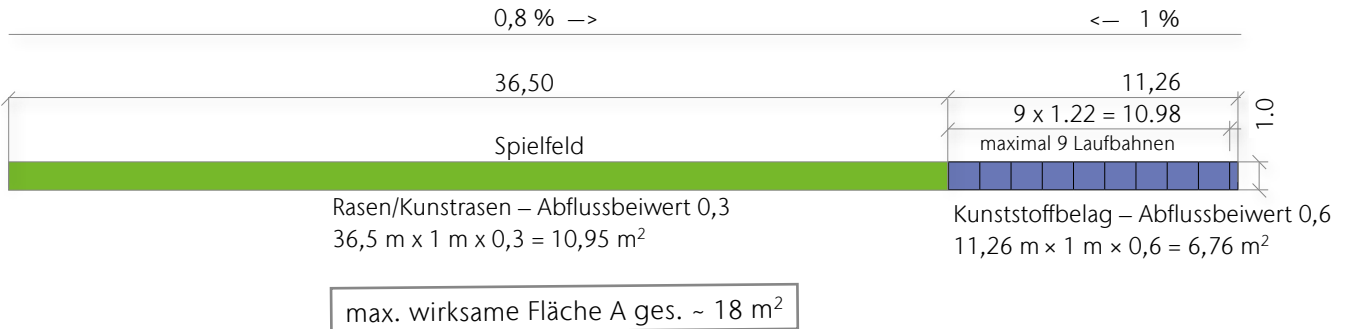 0,8 % —>
<— 1 %
36,50
11,26
9 x 1.22 = 10.98
1.0
Spielfeld
maximal 9 Laufbahnen
Rasen/Kunstrasen – Abflussbeiwert 0,3
36,5 m x 1 m x 0,3 = 10,95 m²
Kunststoffbelag – Abflussbeiwert 0,6
11,26 m × 1 m × 0,6 = 6,76 m²
max. wirksame Fläche A ges. ~ 18 m²